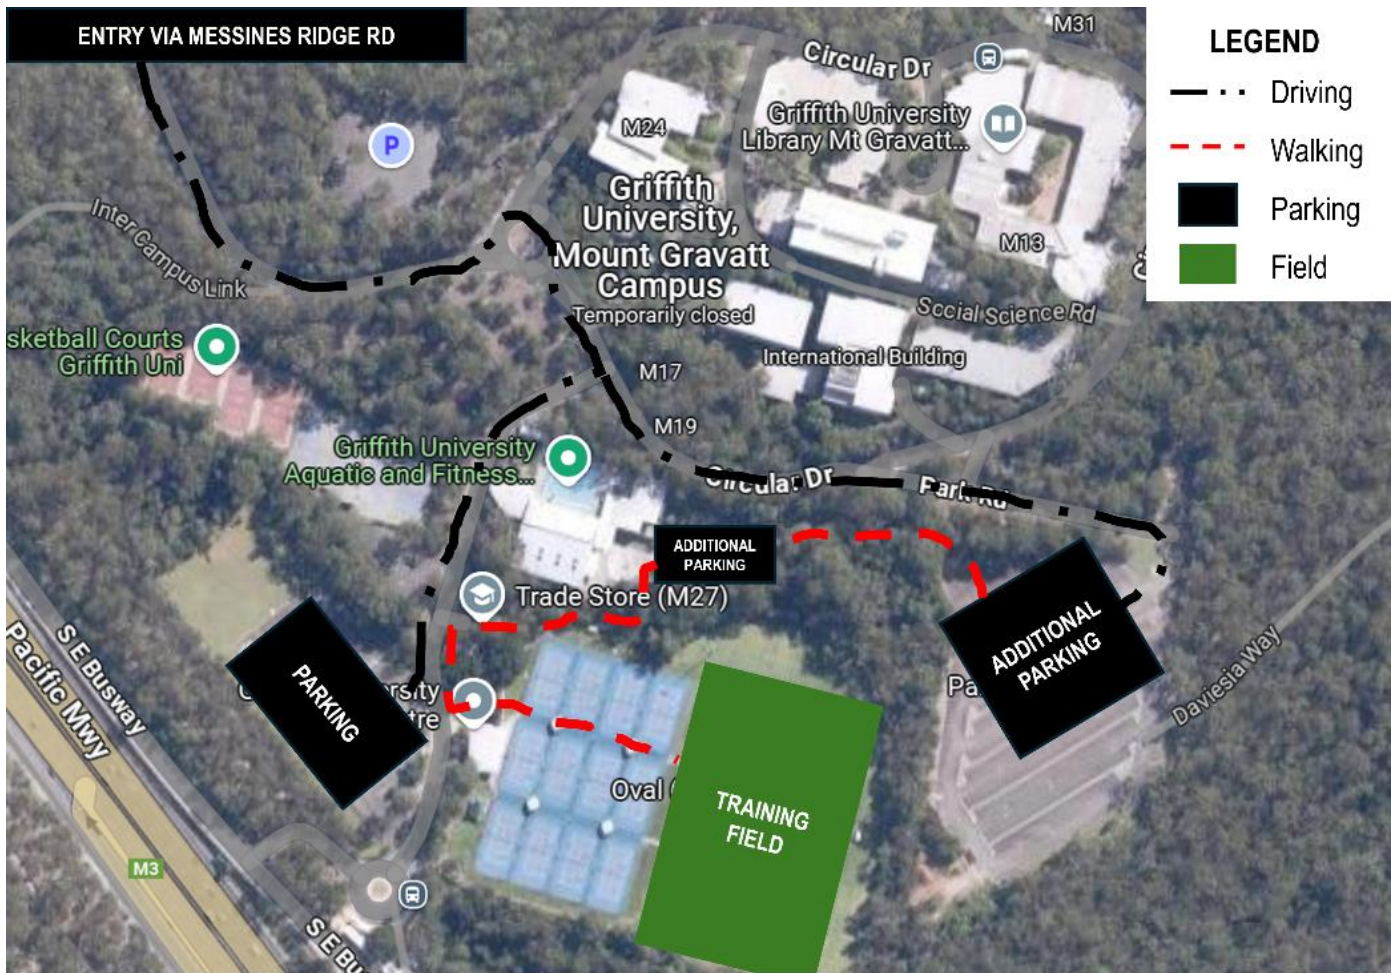 ENTRY VIA MESSINES RIDGE RD
M31
LEGEND
Driving
Walking
Parking
Field
Circular Dr
P
M24
Griffith University
Library Mt Gravatt...
Griffith
University,
Mount Gravatt
Campus
Temporarily closed
M13
Inter Campus Link
Social Science Rd
sketball Courts
Griffith Uni
International Building
M17
M19
Griffith University
Aquatic and Fitness...
Circular Dr
Park Rd
ADDITIONAL
PARKING
Trade Store (M27)
ADDITIONAL
PARKING
Pa
PARKING
ersity
tre
S E Busway
Pacific Mwy
Daviesia Way
Oval
TRAINING
FIELD
M3
S E Bu